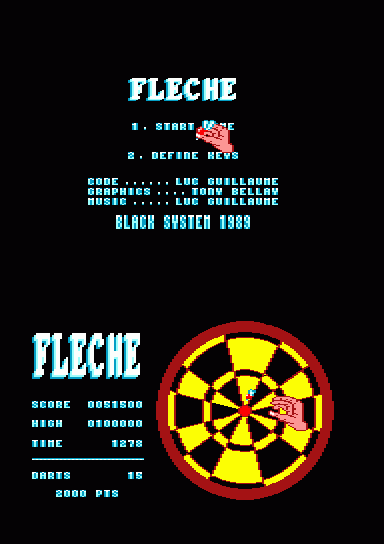 FLECHE
1. START
2. DEFINE KEYS
CODE ...... LUC GUILLAUME
GRAPHICS .... TONY BELLAY
MUSIC ..... LUC GUILLAUME
BLACK SYSTEM 1989
FLECHE
SCORE 0051500
HIGH 0100000
TIME 1278
DARTS 15
2000 PTS